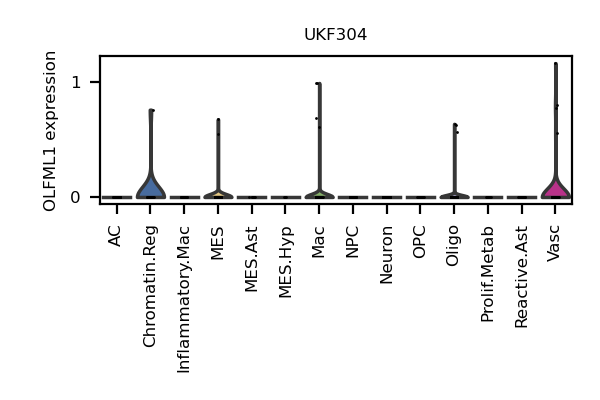 UKF304
OLFML1 expression
1
0
AC
Chromatin.Reg
Inflammatory.Mac
MES
MES.Ast
MES.Hyp
Mac
NPC
Neuron
OPC
Oligo
Prolif.Metab
Reactive.Ast
Vasc